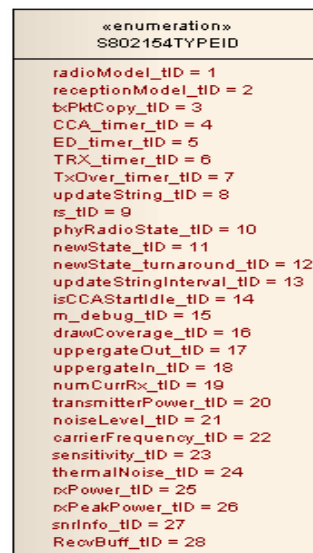 «enumeration»
S802154TYPEID
radioModel_tID = 1
receptionModel_tID = 2
txPktCopy_tID = 3
CCA_timer_tID = 4
ED_timer_tID = 5
TRX_timer_tID = 6
TxOver_timer_tID = 7
updateString_tID = 8
rs_tID = 9
phyRadioState_tID = 10
newState_tID = 11
newState_turnaround_tID = 12
updateStringInterval_tID = 13
isCCAStartIdle_tID = 14
m_debug_tID = 15
drawCoverage_tID = 16
uppergateOut_tID = 17
uppergateIn_tID = 18
numCurrRx_tID = 19
transmitterPower_tID = 20
noiseLevel_tID = 21
carrierFrequency_tID = 22
sensitivity_tID = 23
thermalNoise_tID = 24
rxPower_tID = 25
rxPeakPower_tID = 26
snrInfo_tID = 27
RecvBuff_tID = 28